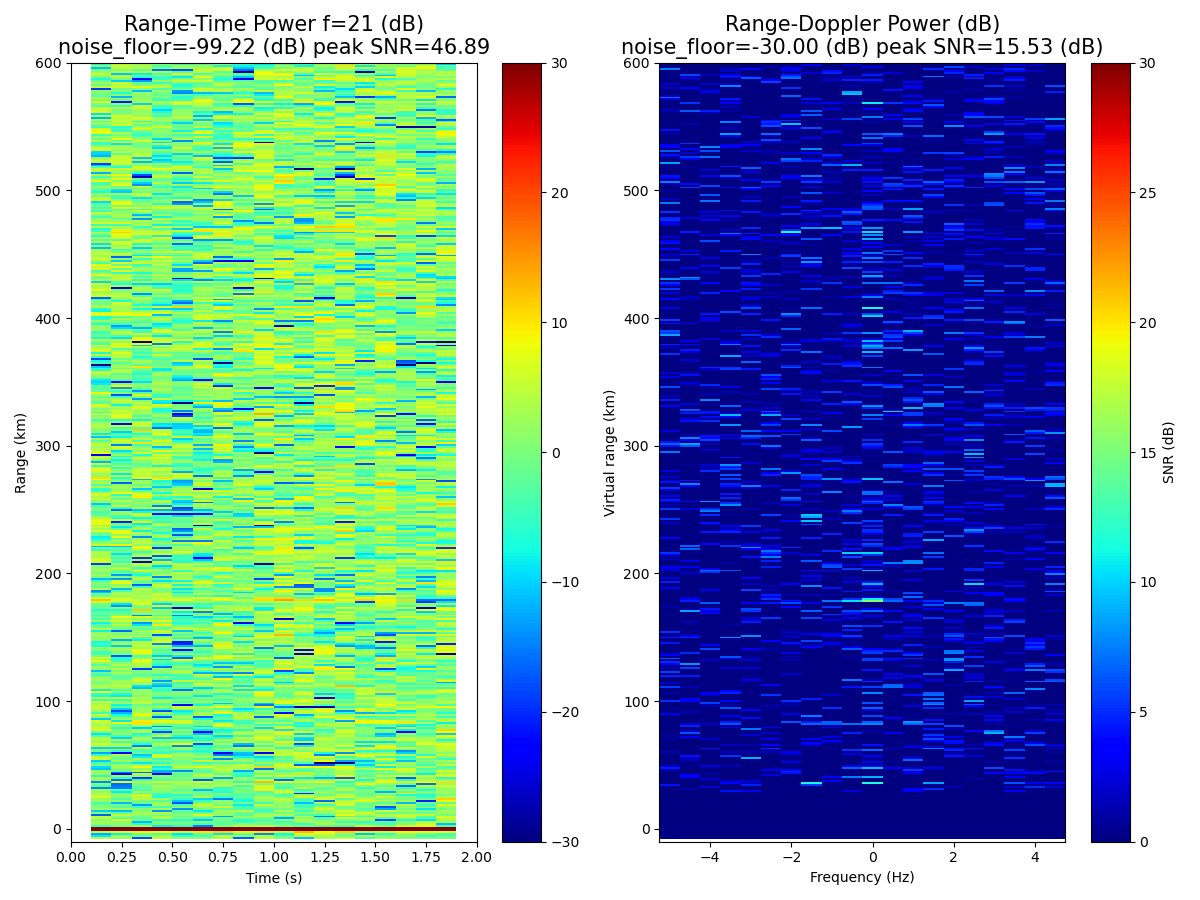 Range-Time Power f=21 (dB)
noise_floor=-99.22 (dB) peak SNR=46.89
600
500
400
300
200
100
0
Range (km)
0.00 0.25 0.50 0.75 1.00 1.25 1.50 1.75 2.00
Time (s)
30
20
10
0
−10
−20
−30
Range-Doppler Power (dB)
noise_floor=-30.00 (dB) peak SNR=15.53 (dB)
600
500
400
300
200
100
0
Virtual range (km)
−4 −2 0 2 4
Frequency (Hz)
30
25
20
15
10
5
0
SNR (dB)